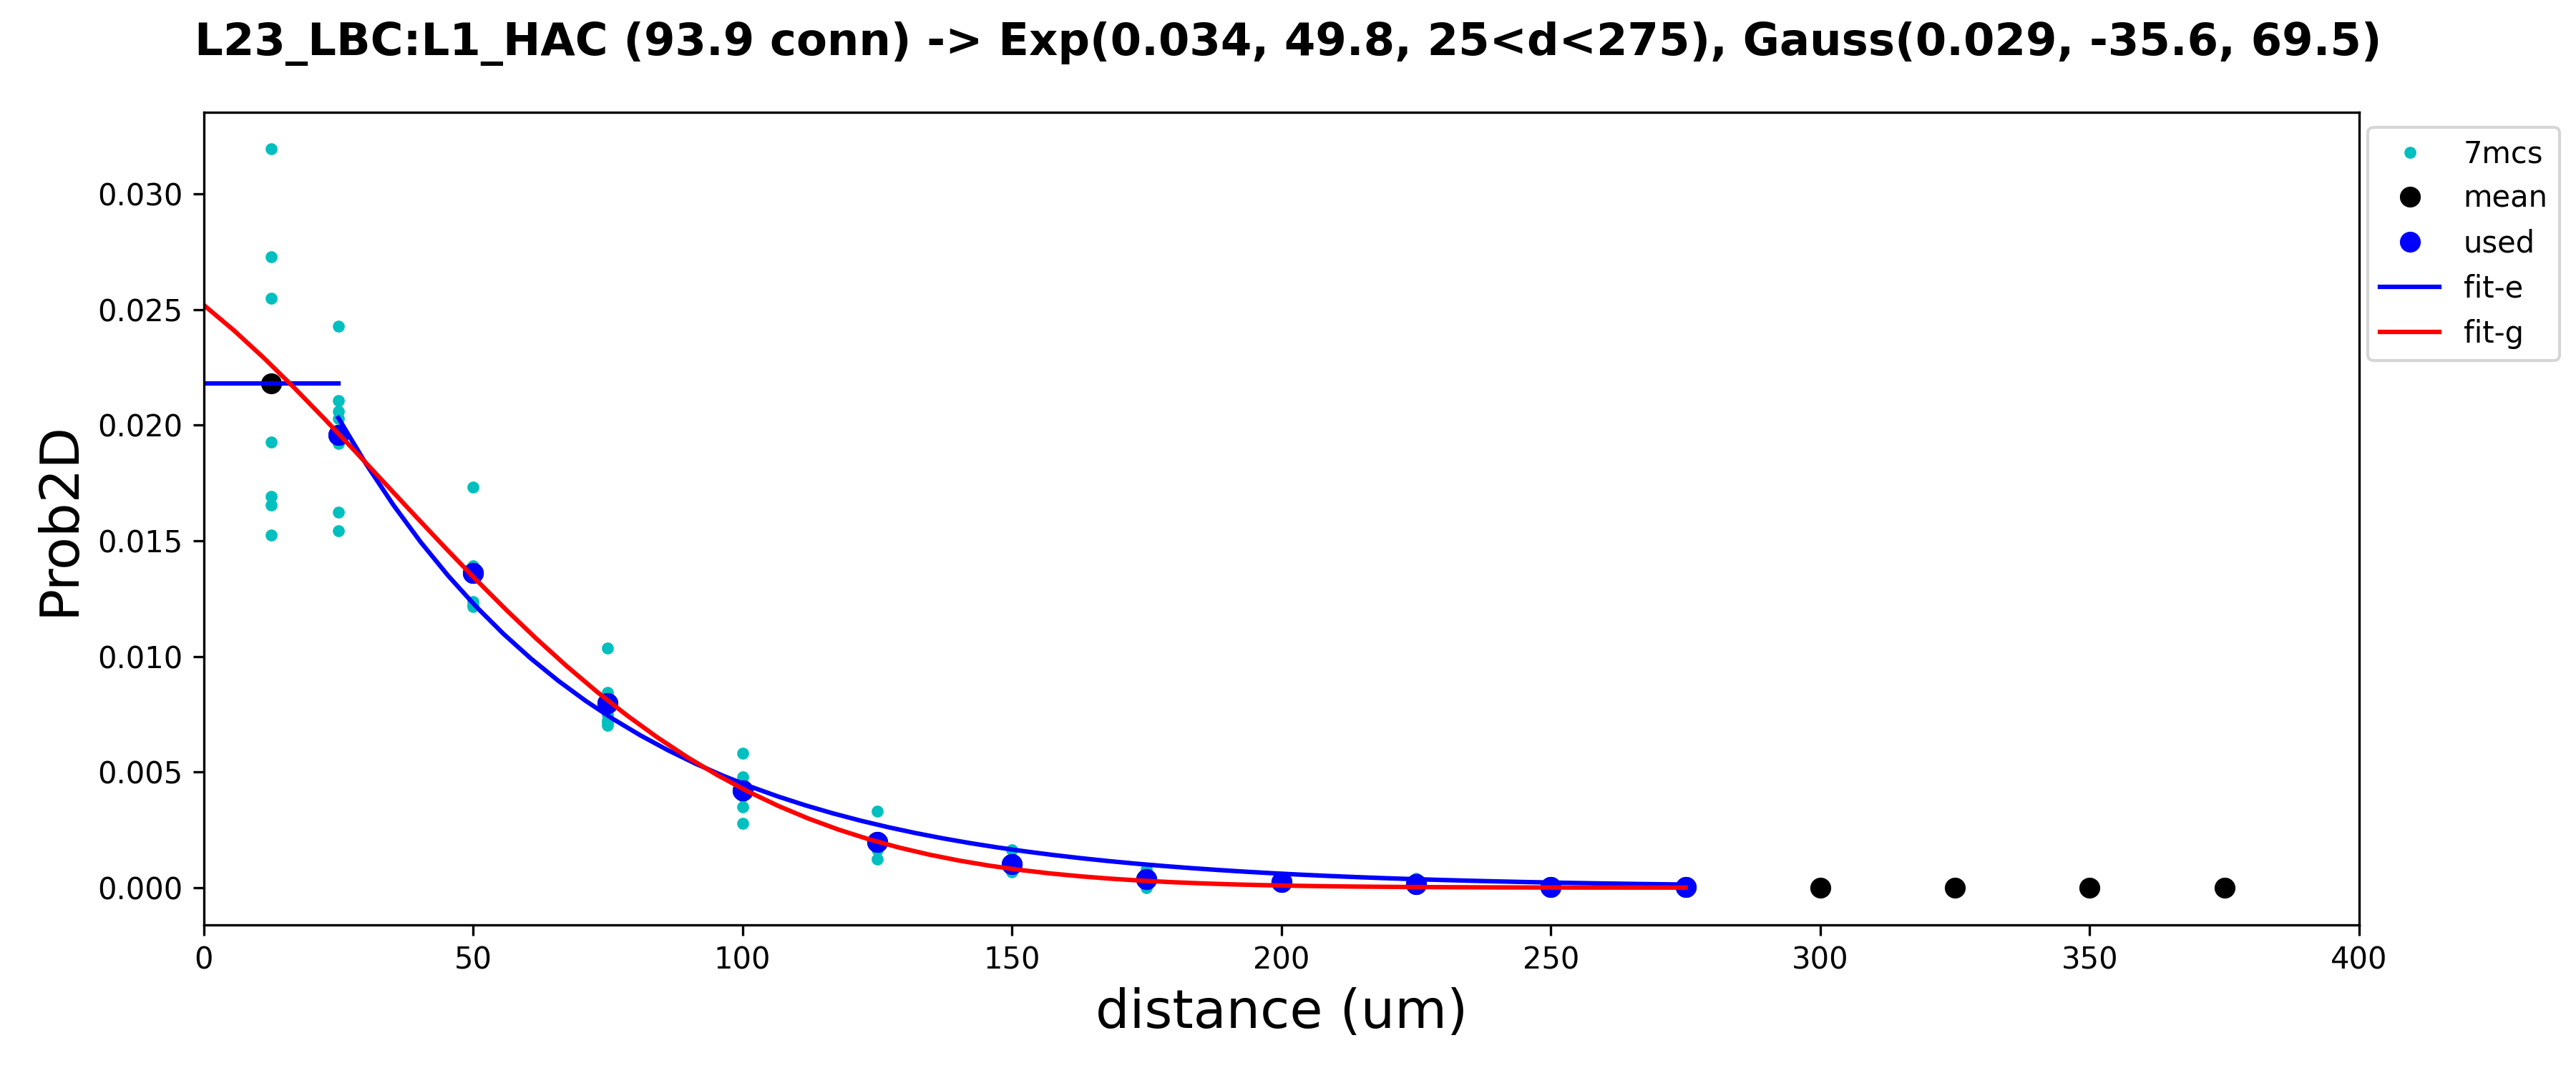 L23_LBC:L1_HAC (93.9 conn) -> Exp(0.034, 49.8, 25<d<275), Gauss(0.029, -35.6, 69.5)
7mcs
mean
used
fit-e
fit-g
Prob2D
0.030
0.025
0.020
0.015
0.010
0.005
0.000
0 50 100 150 200 250 300 350 400
distance (um)